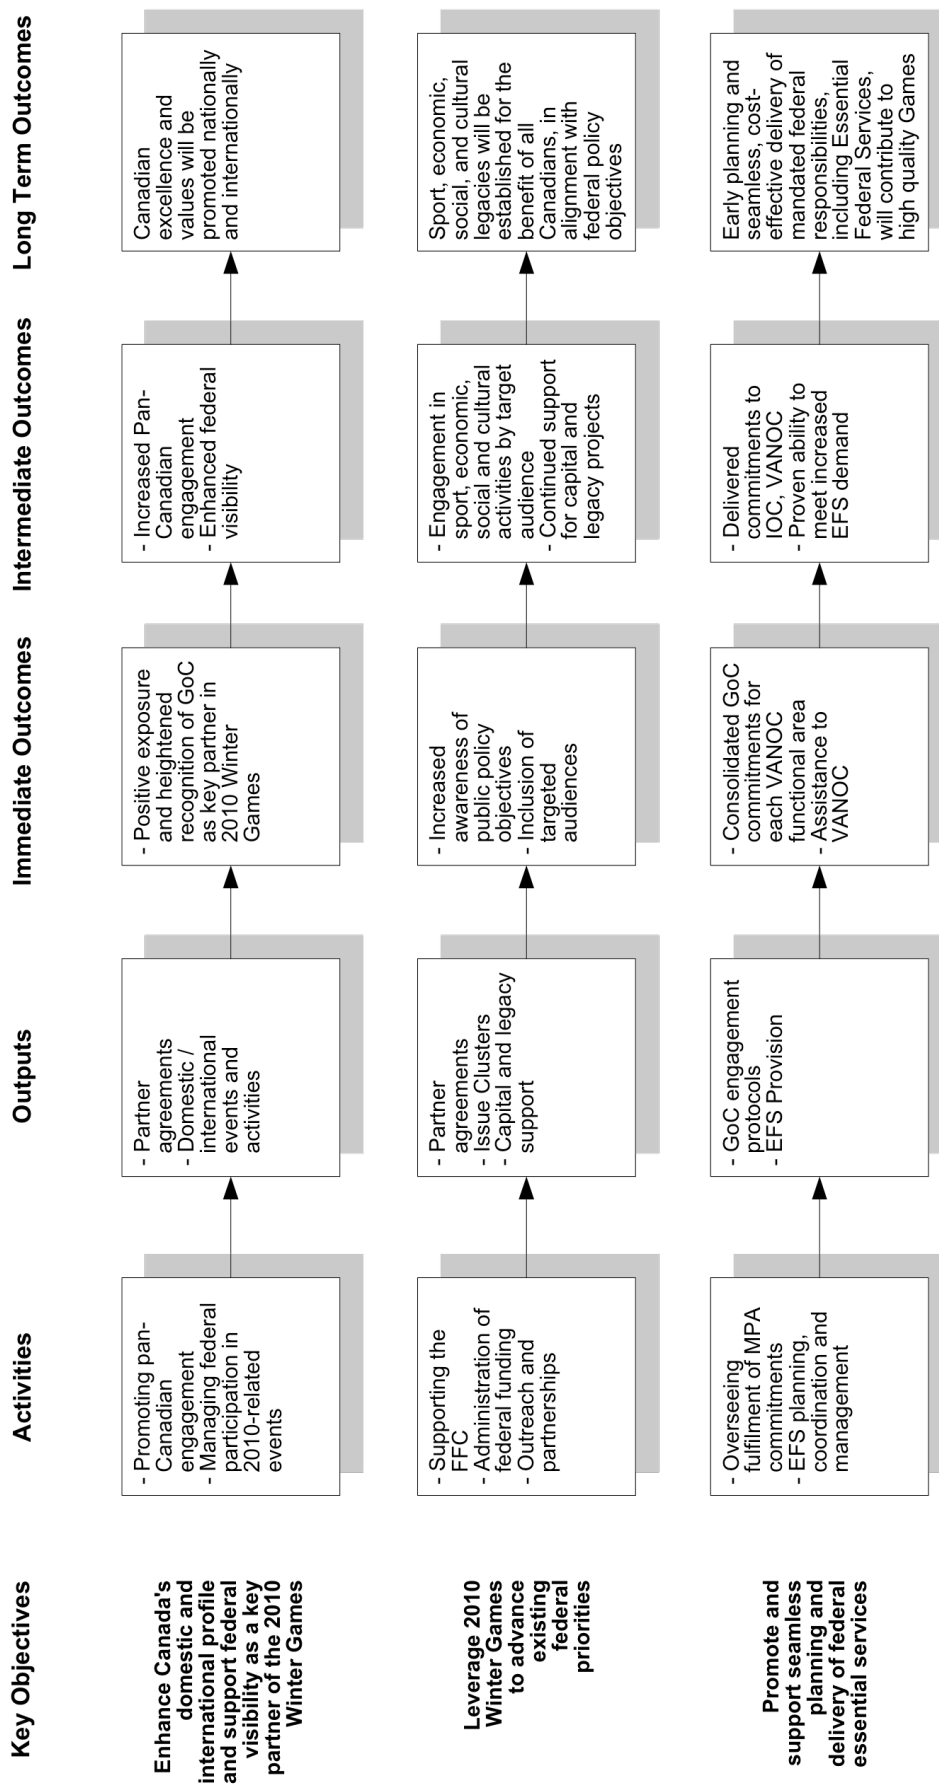 Key Objectives
Activities
Outputs
Immediate Outcomes
Intermediate Outcomes
Long Term Outcomes
Enhance Canada's
domestic and
international profile
and support federal
visibility as a key
partner of the 2010
Winter Games
- Promoting pan-
Canadian
engagement
- Managing federal
participation in
2010-related
events
- Partner
agreements
- Domestic /
international
events and
activities
- Positive exposure
and heightened
recognition of GoC
as key partner in
2010 Winter
Games
- Increased Pan-
Canadian
engagement
- Enhanced federal
visibility
Canadian
excellence and
values will be
promoted nationally
and internationally
Leverage 2010
Winter Games
to advance
existing
federal
priorities
- Supporting the
FFC
- Administration of
federal funding
- Outreach and
partnerships
- Partner
agreements
- Issue Clusters
- Capital and legacy
support
- Increased
awareness of
public policy
objectives
- Inclusion of
targeted
audiences
- Engagement in
sport, economic,
social and cultural
activities by target
audience
- Continued support
for capital and
legacy projects
Sport, economic,
social, and cultural
legacies will be
established for the
benefit of all
Canadians, in
alignment with
federal policy
objectives
Promote and
support seamless
planning and
delivery of federal
essential services
- Overseeing
fulfilment of MPA
commitments
- EFS planning,
coordination and
management
- GoC engagement
protocols
- EFS Provision
- Consolidated GoC
commitments for
each VANOC
functional area
- Assistance to
VANOC
- Delivered
commitments to
IOC, VANOC
- Proven ability to
meet increased
EFS demand
Early planning and
seamless, cost-
effective delivery of
mandated federal
responsibilities,
including Essential
Federal Services,
will contribute to
high quality Games